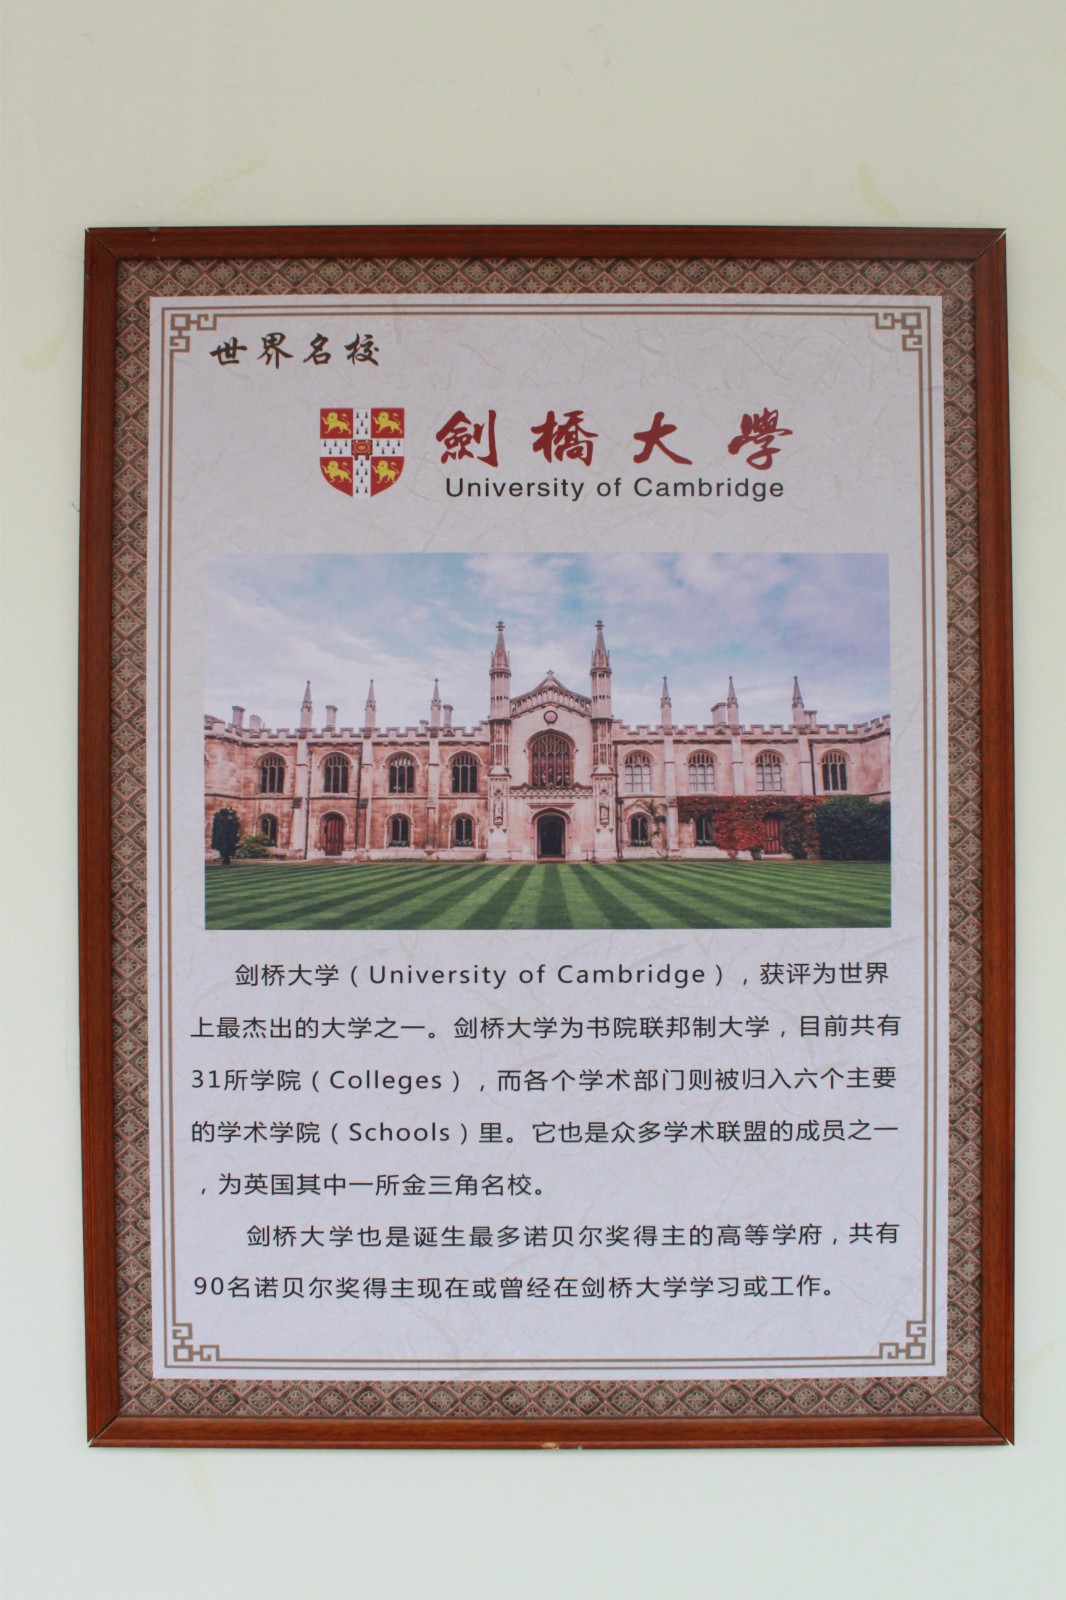 世界名校
劍橋大學
University of Cambridge
剑桥大学（University of Cambridge），获评为世界
上最杰出的大学之一。剑桥大学为书院联邦制大学，目前共有
31所学院（Colleges），而各个学术部门则被归入六个主要
的学术学院（Schools）里。它也是众多学术联盟的成员之一
，为英国其中一所金三角名校。
剑桥大学也是诞生最多诺贝尔奖得主的高等学府，共有
90名诺贝尔奖得主现在或曾经在剑桥大学学习或工作。